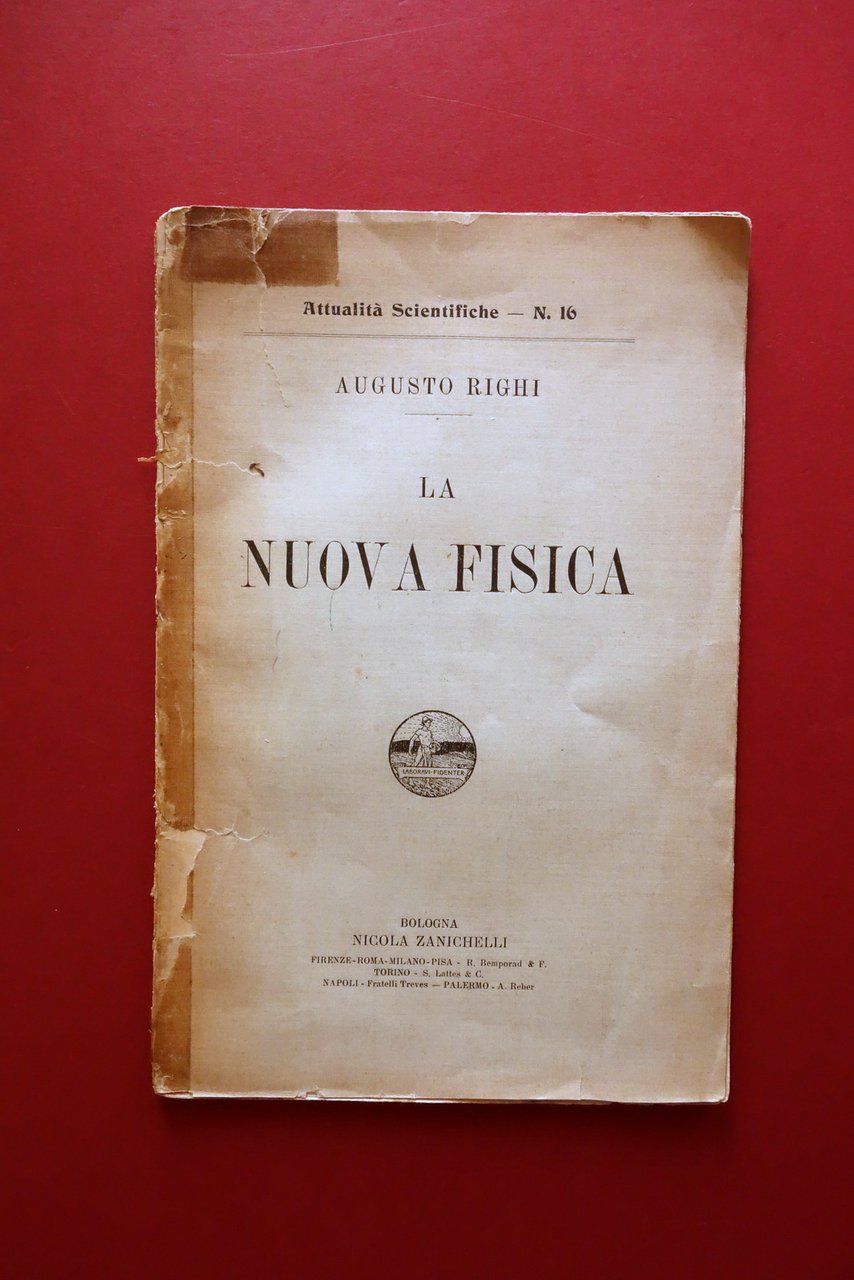 Attualità Scientifiche — N. 16
AUGUSTO RIGHI
LA
NUOVA FISICA
LABORAVI·FIDENTER
BOLOGNA
NICOLA ZANICHELLI
FIRENZE-ROMA-MILANO-PISA - R. Bemporad & F.
TORINO - S. Lattes & C.
NAPOLI - Fratelli Treves — PALERMO - A. Reber